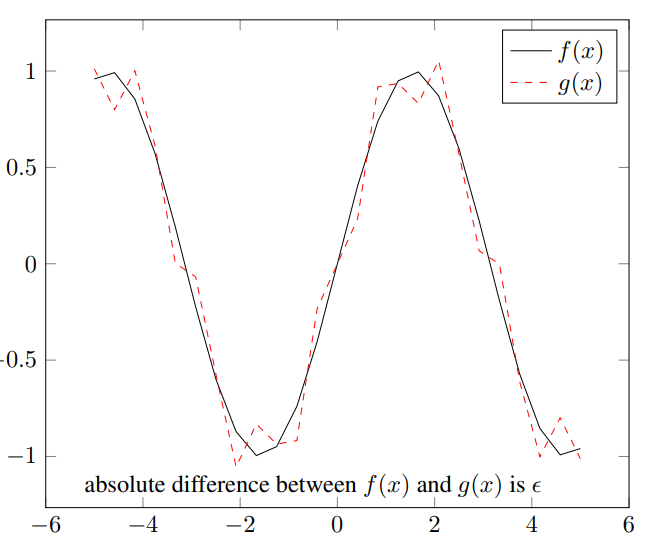 f(x)
g(x)
1
0.5
0
-0.5
−1
absolute difference between f(x) and g(x) is ϵ
−6 −4 −2 0 2 4 6